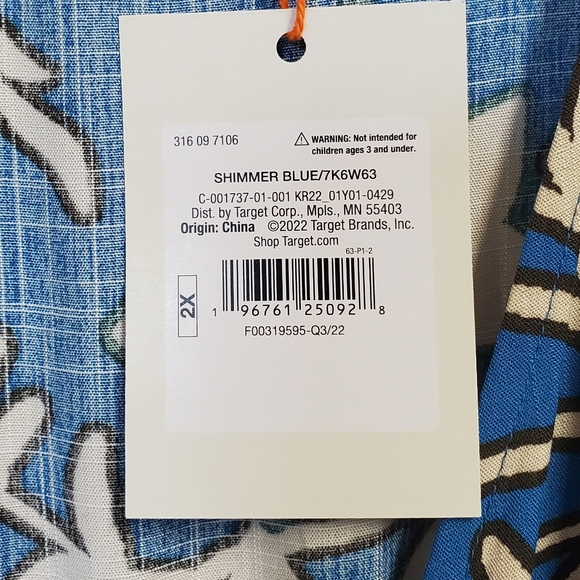 316 09 7106
⚠ WARNING: Not intended for
children ages 3 and under.
SHIMMER BLUE/7K6W63
C-001737-01-001 KR22_01Y01-0429
Dist. by Target Corp., Mpls., MN 55403
Origin: China ©2022 Target Brands, Inc.
Shop Target.com
63-P1-2
2X
1 96761 25092 8
F00319595-Q3/22